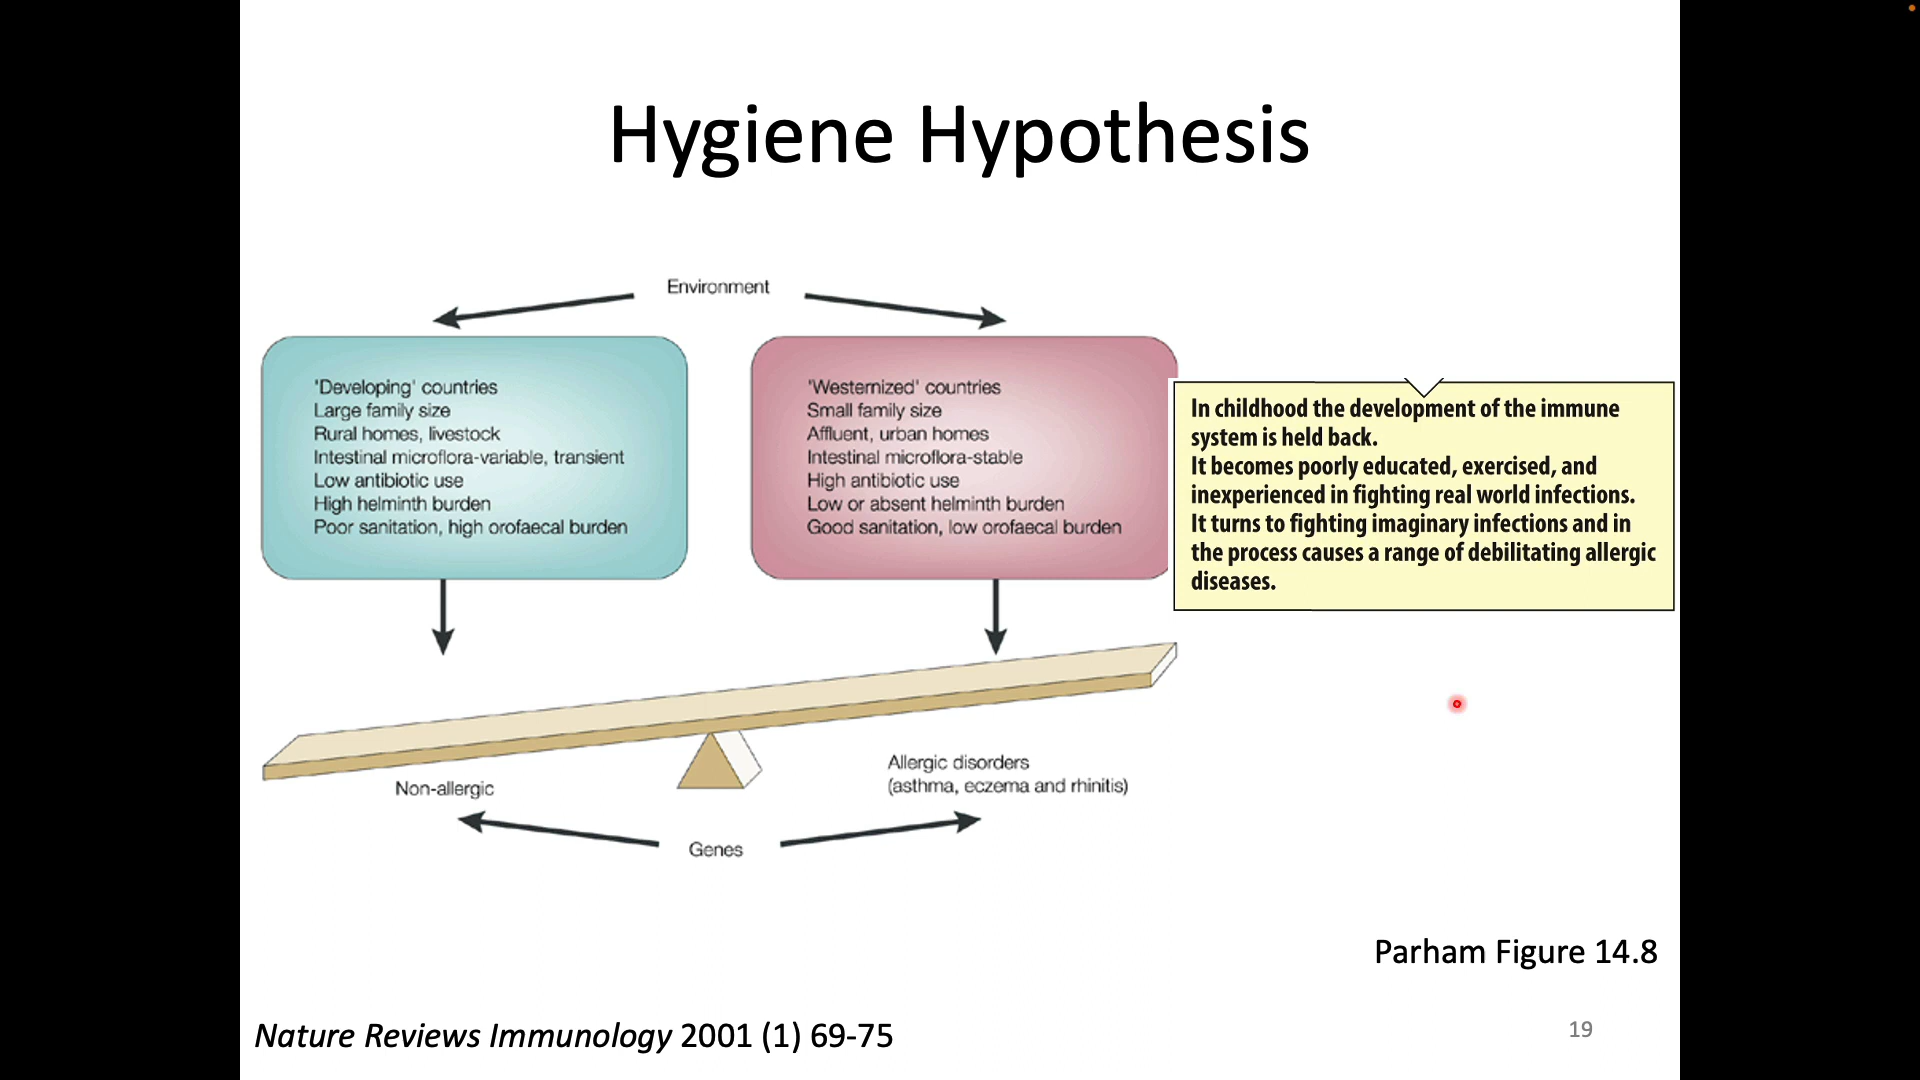 Hygiene Hypothesis
Environment
'Developing' countries
Large family size
Rural homes, livestock
Intestinal microflora-variable, transient
Low antibiotic use
High helminth burden
Poor sanitation, high orofaecal burden
'Westernized' countries
Small family size
Affluent, urban homes
Intestinal microflora-stable
High antibiotic use
Low or absent helminth burden
Good sanitation, low orofaecal burden
In childhood the development of the immune
system is held back.
It becomes poorly educated, exercised, and
inexperienced in fighting real world infections.
It turns to fighting imaginary infections and in
the process causes a range of debilitating allergic
diseases.
Non-allergic
Allergic disorders
(asthma, eczema and rhinitis)
Genes
Parham Figure 14.8
Nature Reviews Immunology 2001 (1) 69-75
19